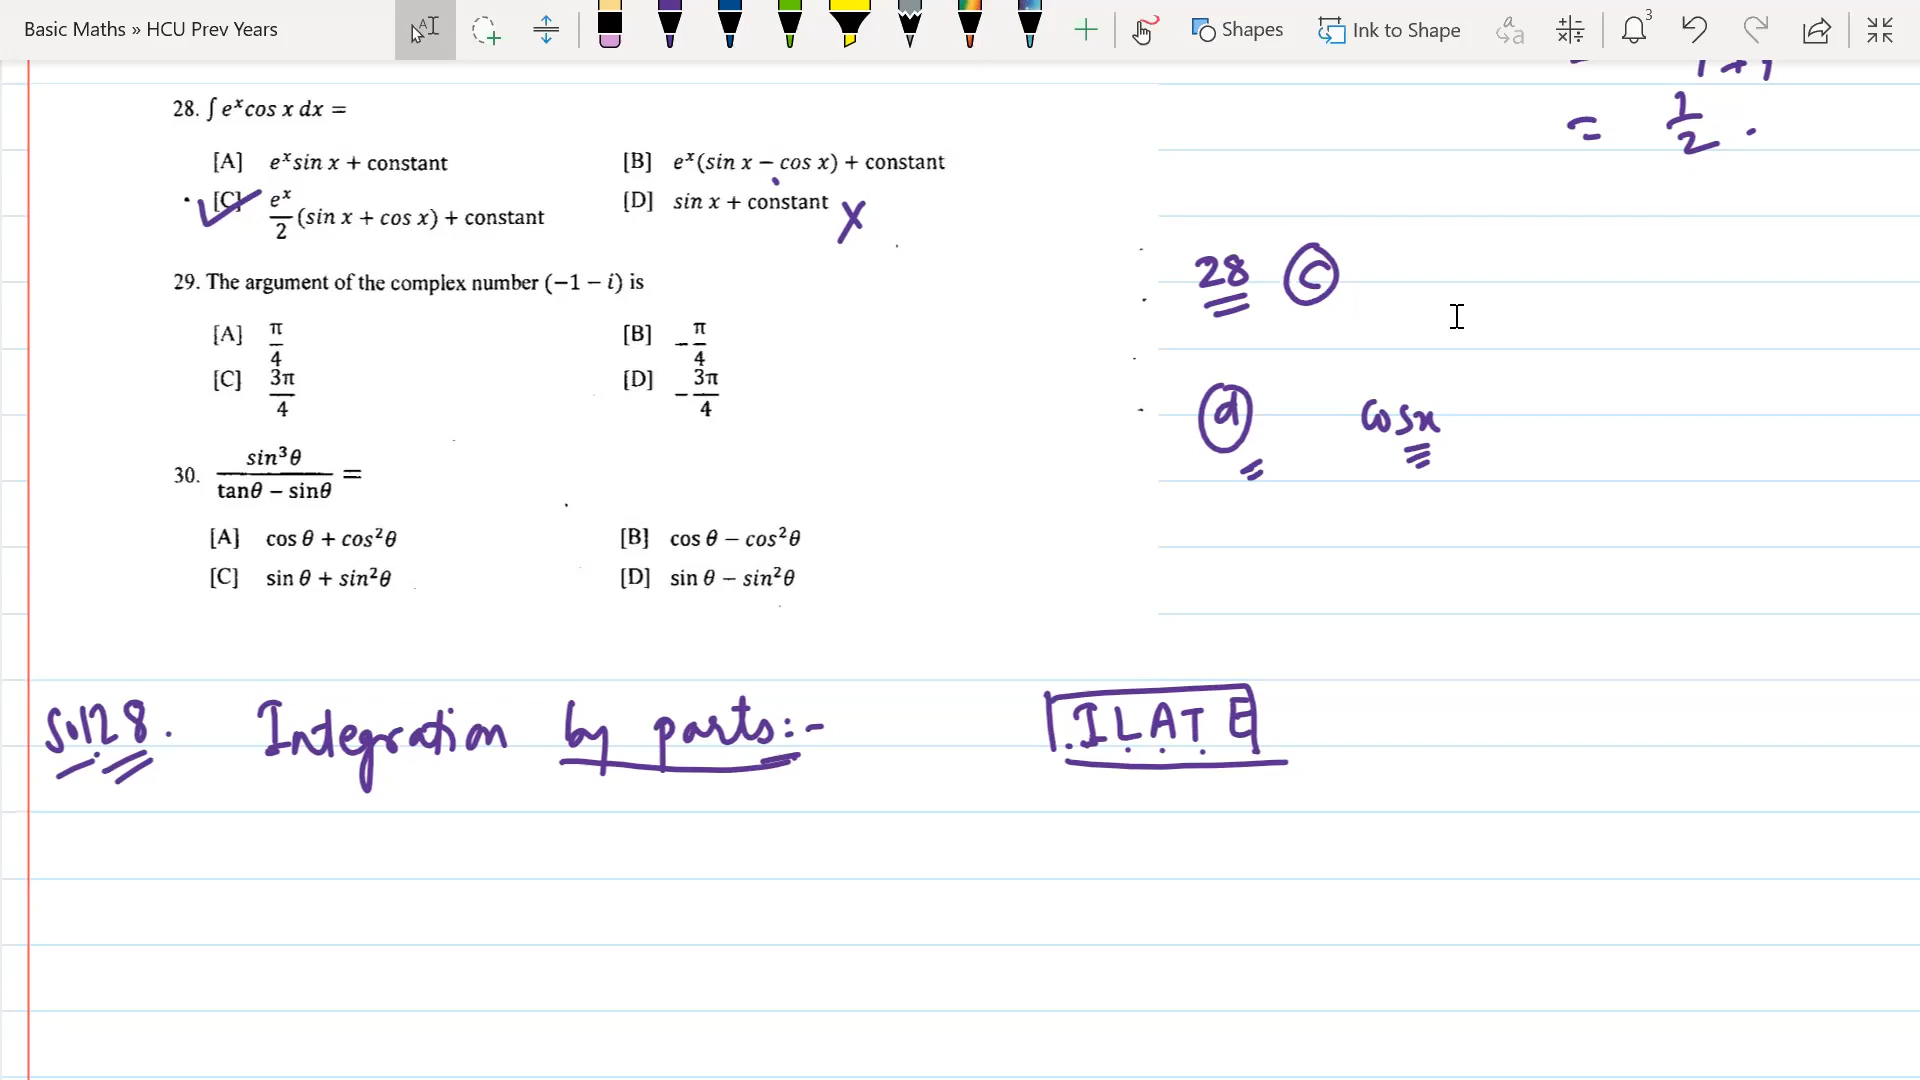 Basic Maths » HCU Prev Years
Shapes
Ink to Shape
3
= 1+1
= 1/2 .
28. ∫ eˣcos x dx =
[A] eˣsin x + constant
[B] eˣ(sin x − cos x) + constant
[C] eˣ/2 (sin x + cos x) + constant
[D] sin x + constant X
29. The argument of the complex number (−1 − i) is
[A] π/4
[B] −π/4
[C] 3π/4
[D] −3π/4
30. sin³θ/(tanθ − sinθ) =
[A] cos θ + cos²θ
[B] cos θ − cos²θ
[C] sin θ + sin²θ
[D] sin θ − sin²θ
28 C
d cosx
Sol28. Integration by parts:- ILATE